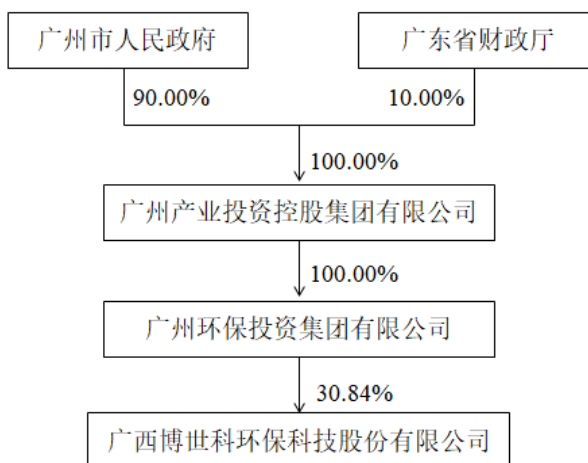 广州市人民政府
广东省财政厅
90.00%
10.00%
100.00%
广州产业投资控股集团有限公司
100.00%
广州环保投资集团有限公司
30.84%
广西博世科环保科技股份有限公司